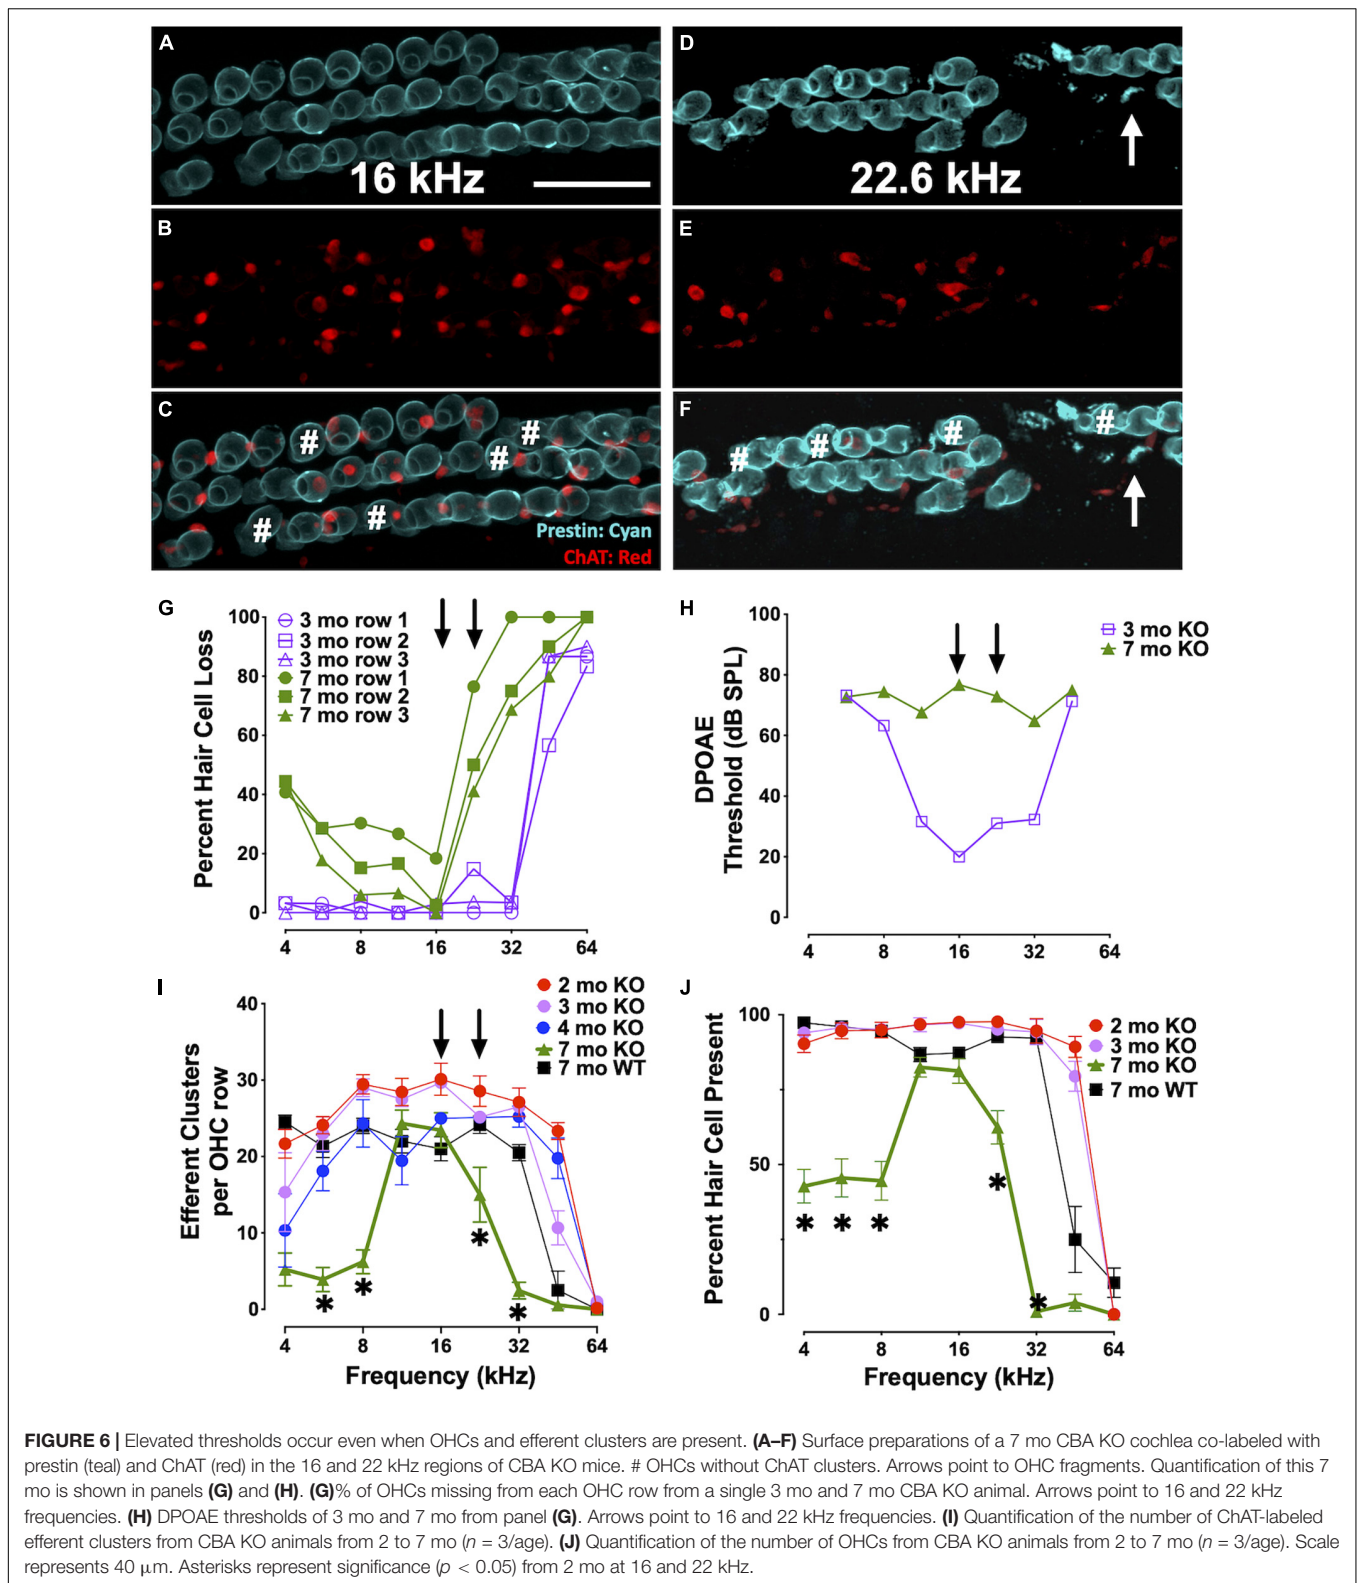 A
D
16 kHz
22.6 kHz
B
E
C
F
# # # # #
# # # #
Prestin: Cyan
ChAT: Red
G
Percent Hair Cell Loss
100
80
60
40
20
0
3 mo row 1
3 mo row 2
3 mo row 3
7 mo row 1
7 mo row 2
7 mo row 3
4 8 16 32 64
H
DPOAE
Threshold (dB SPL)
100
80
60
40
20
0
3 mo KO
7 mo KO
4 8 16 32 64
I
Efferent Clusters
per OHC row
40
30
20
10
0
2 mo KO
3 mo KO
4 mo KO
7 mo KO
7 mo WT
* * * *
4 8 16 32 64
Frequency (kHz)
J
Percent Hair Cell Present
100
50
0
2 mo KO
3 mo KO
7 mo KO
7 mo WT
* * * * *
4 8 16 32 64
Frequency (kHz)
FIGURE 6 | Elevated thresholds occur even when OHCs and efferent clusters are present. (A–F) Surface preparations of a 7 mo CBA KO cochlea co-labeled with
prestin (teal) and ChAT (red) in the 16 and 22 kHz regions of CBA KO mice. # OHCs without ChAT clusters. Arrows point to OHC fragments. Quantification of this 7
mo is shown in panels (G) and (H). (G)% of OHCs missing from each OHC row from a single 3 mo and 7 mo CBA KO animal. Arrows point to 16 and 22 kHz
frequencies. (H) DPOAE thresholds of 3 mo and 7 mo from panel (G). Arrows point to 16 and 22 kHz frequencies. (I) Quantification of the number of ChAT-labeled
efferent clusters from CBA KO animals from 2 to 7 mo (n = 3/age). (J) Quantification of the number of OHCs from CBA KO animals from 2 to 7 mo (n = 3/age). Scale
represents 40 μm. Asterisks represent significance (p < 0.05) from 2 mo at 16 and 22 kHz.